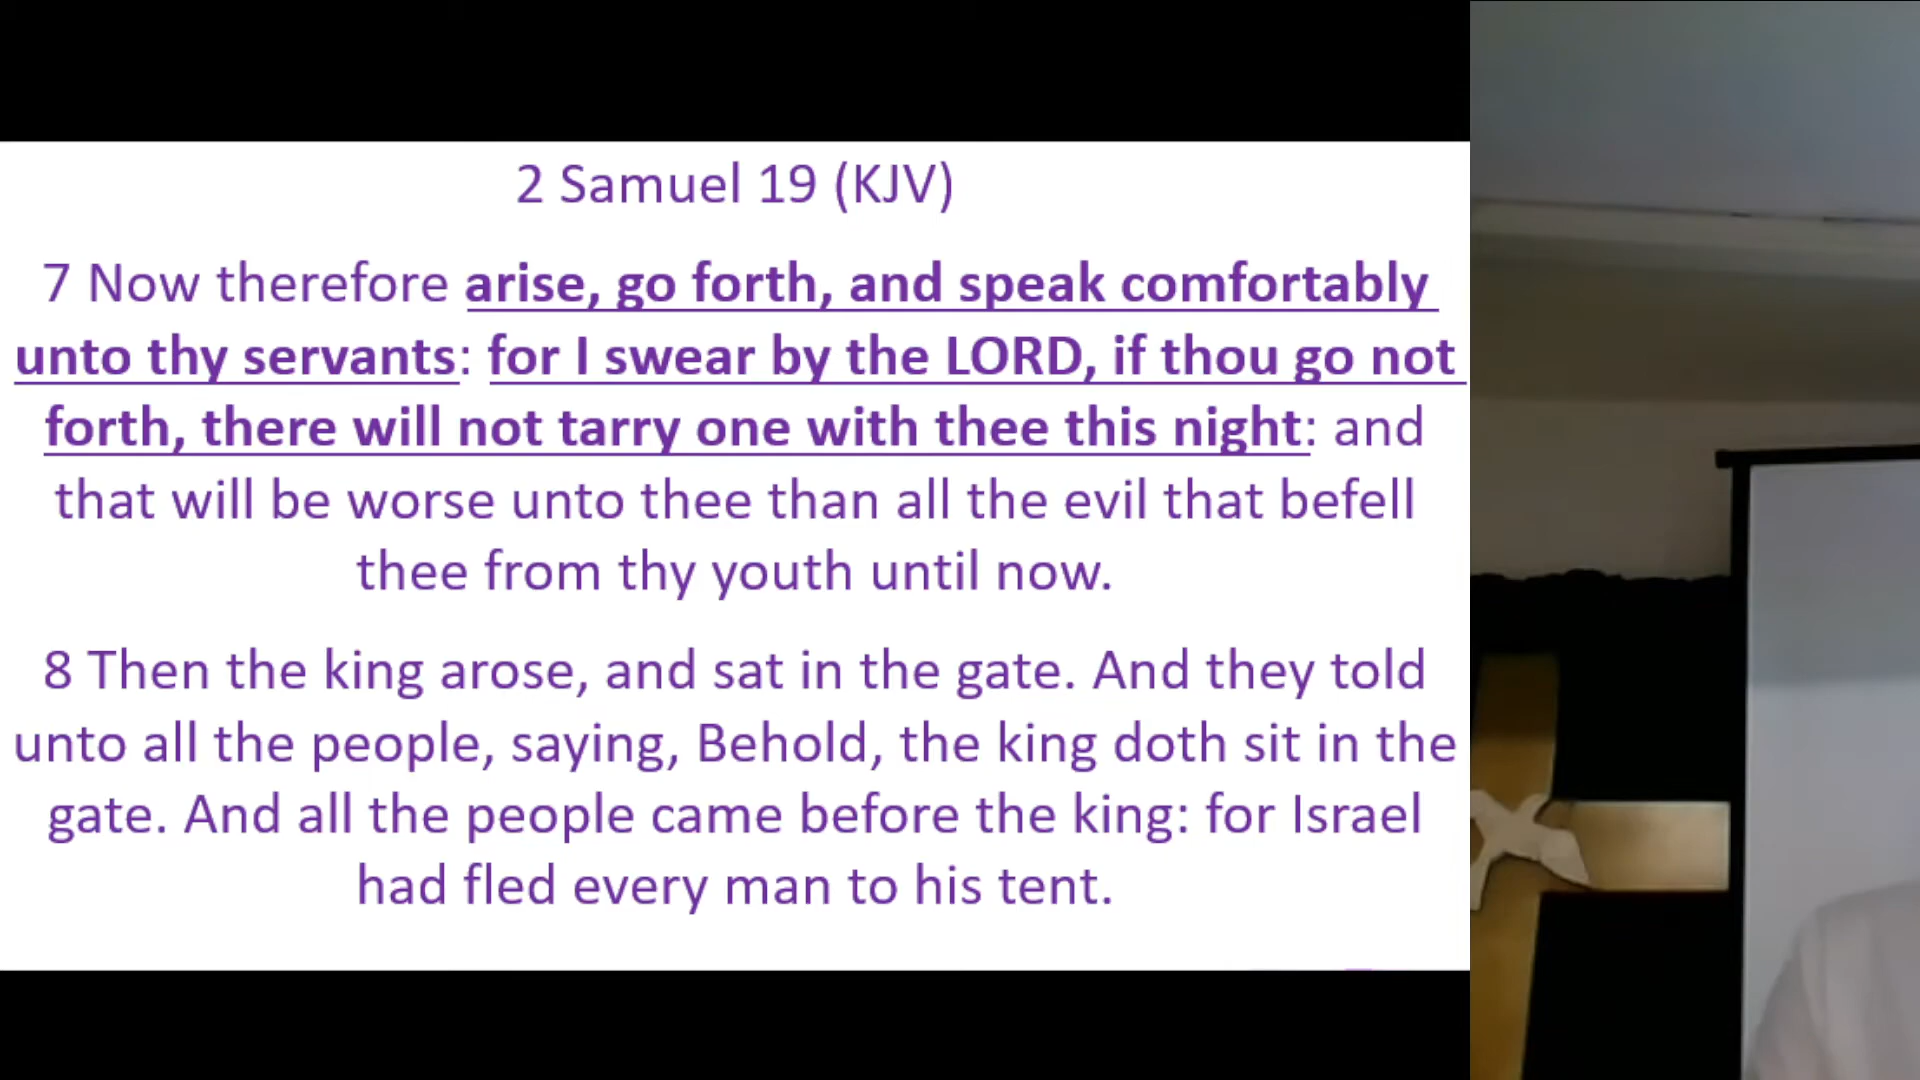 2 Samuel 19 (KJV)
7 Now therefore arise, go forth, and speak comfortably
unto thy servants: for I swear by the LORD, if thou go not
forth, there will not tarry one with thee this night: and
that will be worse unto thee than all the evil that befell
thee from thy youth until now.
8 Then the king arose, and sat in the gate. And they told
unto all the people, saying, Behold, the king doth sit in the
gate. And all the people came before the king: for Israel
had fled every man to his tent.